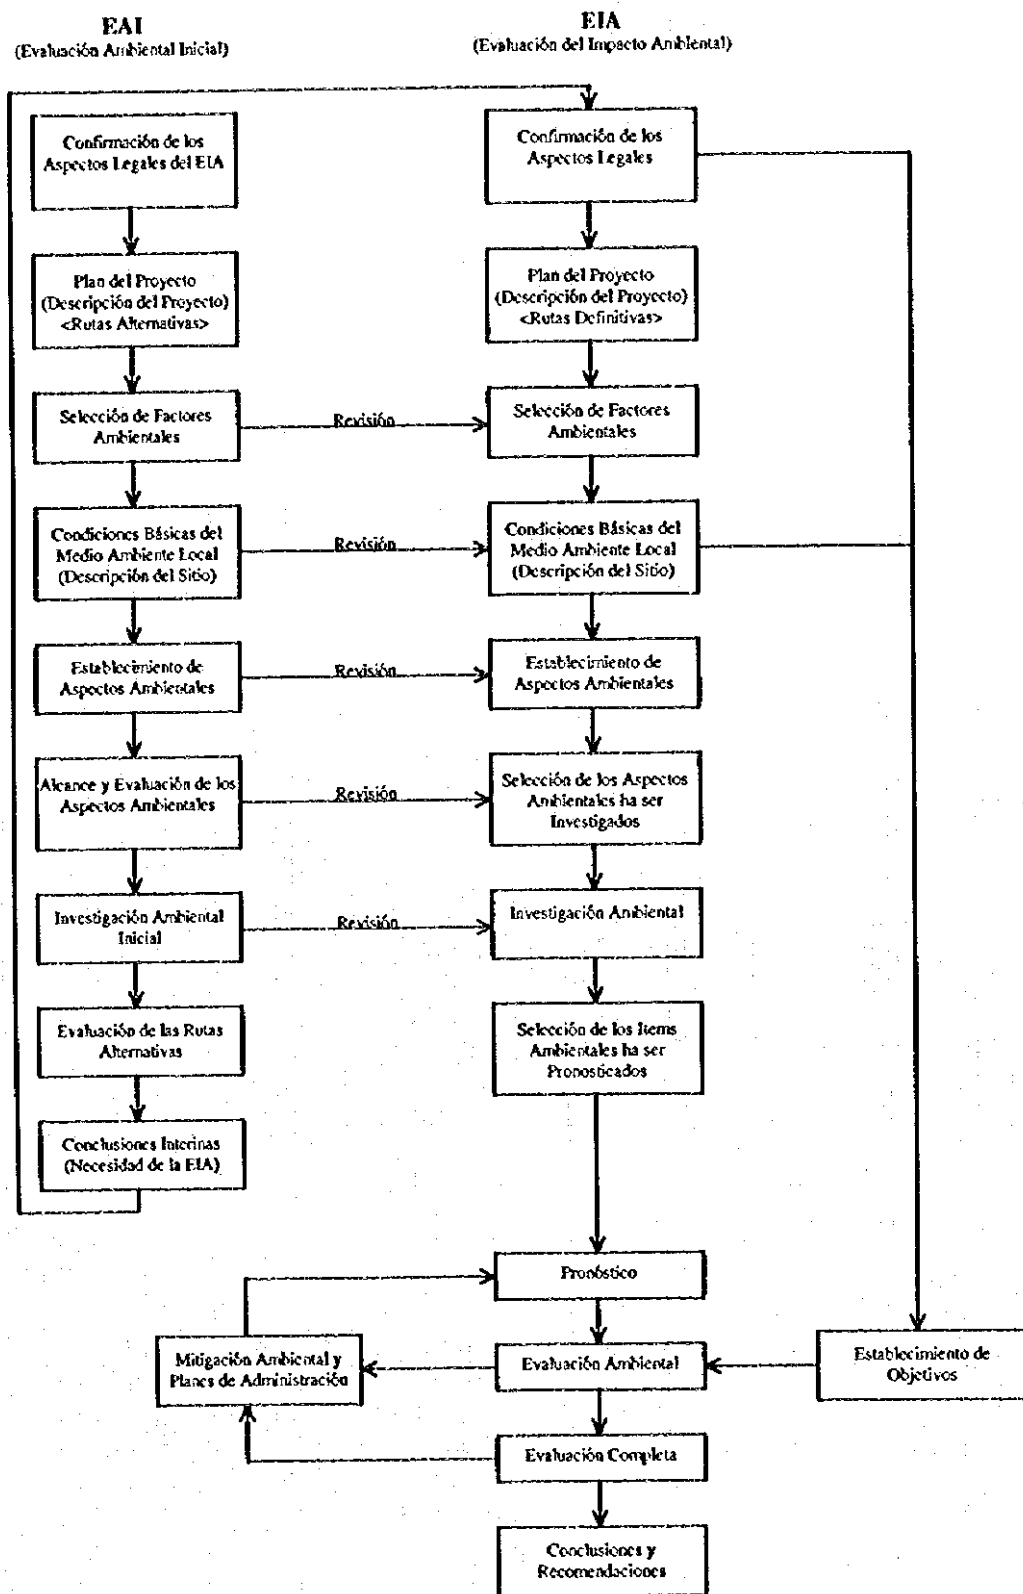 EAI
(Evaluación Ambiental Inicial)
Confirmación de los
Aspectos Legales del EIA
Plan del Proyecto
(Descripción del Proyecto)
<Rutas Alternativas>
Selección de Factores
Ambientales
Condiciones Básicas del
Medio Ambiente Local
(Descripción del Sitio)
Establecimiento de
Aspectos Ambientales
Alcance y Evaluación de los
Aspectos Ambientales
Investigación Ambiental
Inicial
Evaluación de las Rutas
Alternativas
Conclusiones Interinas
(Necesidad de la EIA)
Revisión
Revisión
Revisión
Revisión
Revisión
EIA
(Evaluación del Impacto Ambiental)
Confirmación de los
Aspectos Legales
Plan del Proyecto
(Descripción del Proyecto)
<Rutas Definitivas>
Selección de Factores
Ambientales
Condiciones Básicas del
Medio Ambiente Local
(Descripción del Sitio)
Establecimiento de
Aspectos Ambientales
Selección de los Aspectos
Ambientales ha ser
Investigados
Investigación Ambiental
Selección de los Items
Ambientales ha ser
Pronosticados
Pronóstico
Mitigación Ambiental y
Planes de Administración
Evaluación Ambiental
Establecimiento de
Objetivos
Evaluación Completa
Conclusiones y
Recomendaciones